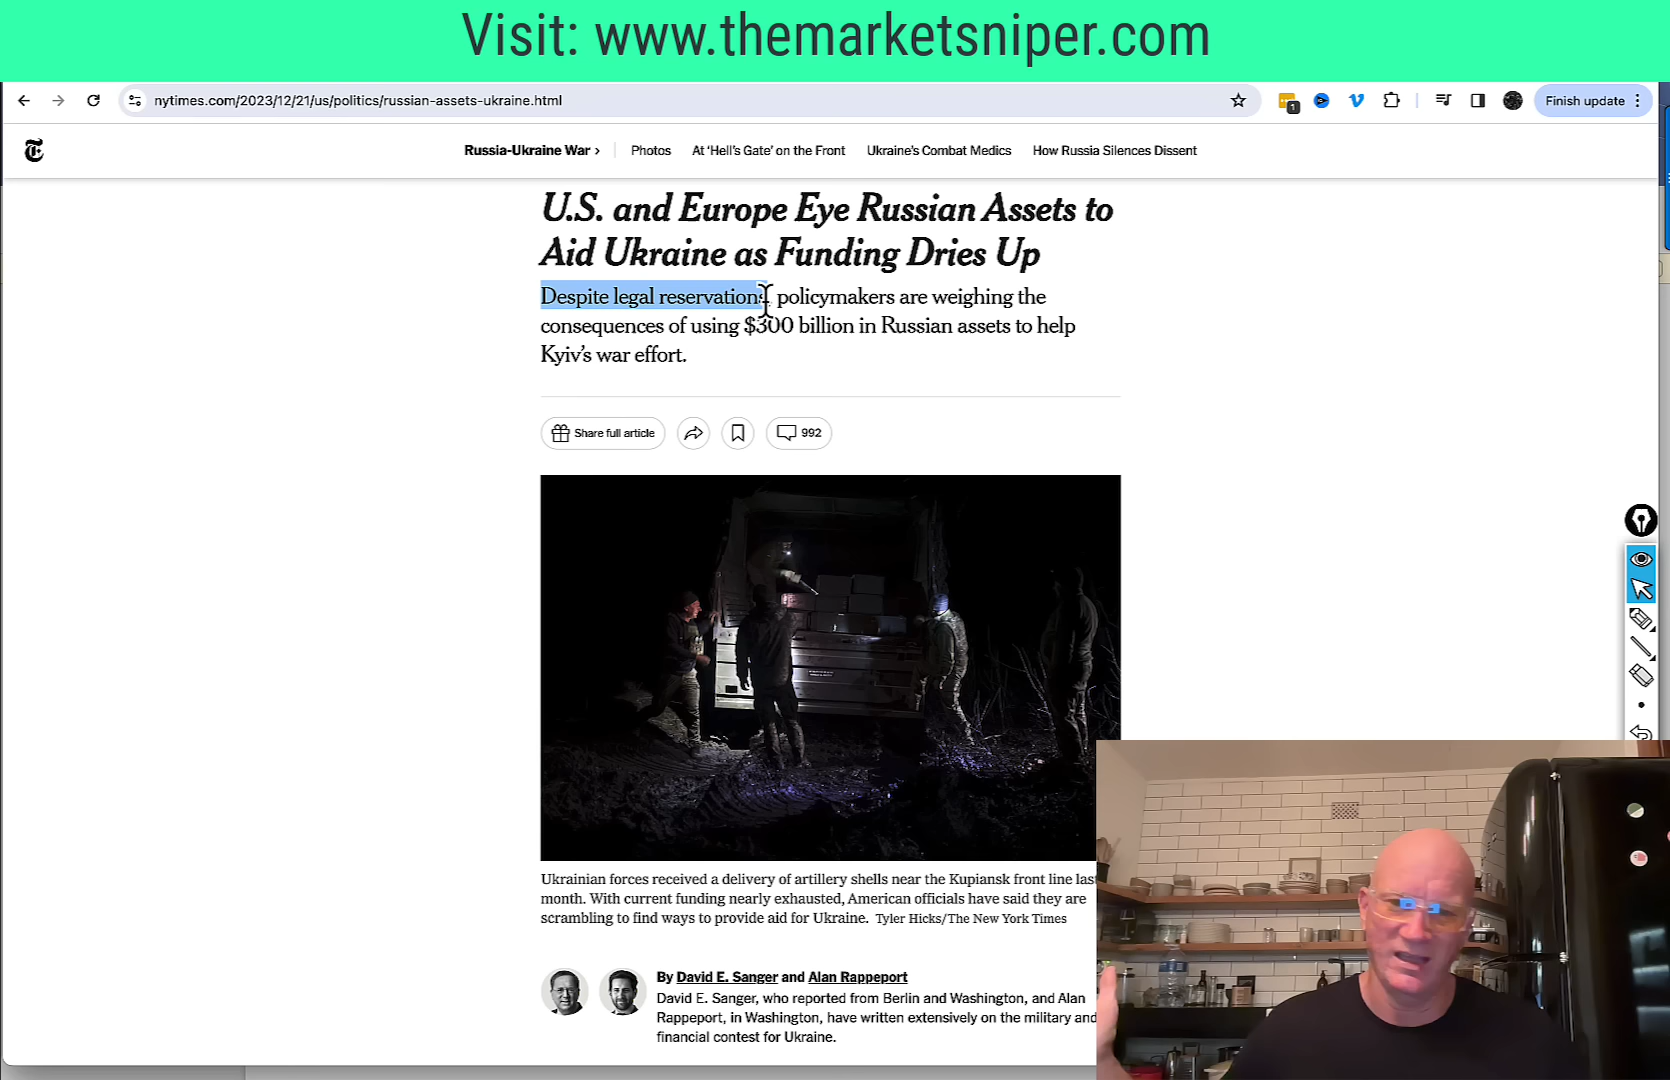 Visit: www.themarketsniper.com
nytimes.com/2023/12/21/us/politics/russian-assets-ukraine.html
1
Finish update
Russia-Ukraine War ›
Photos
At ‘Hell’s Gate’ on the Front
Ukraine’s Combat Medics
How Russia Silences Dissent
U.S. and Europe Eye Russian Assets to
Aid Ukraine as Funding Dries Up
Despite legal reservations, policymakers are weighing the
consequences of using $300 billion in Russian assets to help
Kyiv’s war effort.
Share full article
992
Ukrainian forces received a delivery of artillery shells near the Kupiansk front line las
month. With current funding nearly exhausted, American officials have said they are
scrambling to find ways to provide aid for Ukraine. Tyler Hicks/The New York Times
By David E. Sanger and Alan Rappeport
David E. Sanger, who reported from Berlin and Washington, and Alan
Rappeport, in Washington, have written extensively on the military and
financial contest for Ukraine.